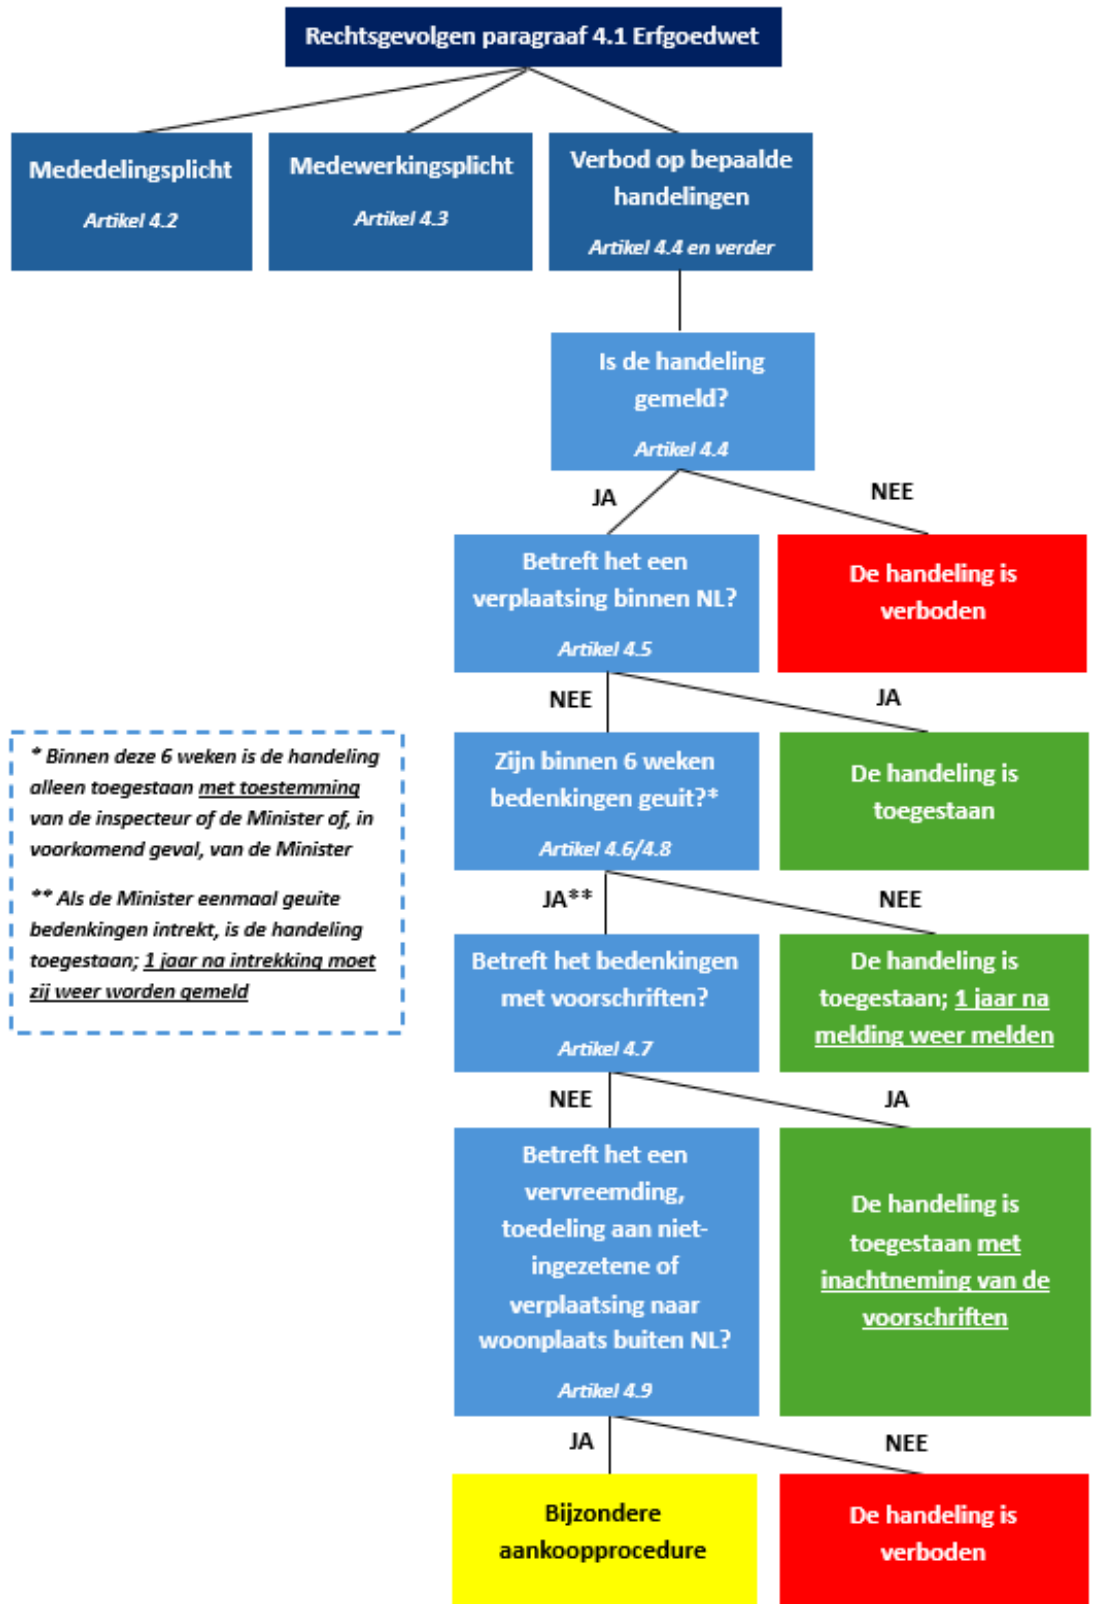 Rechtsgevolgen paragraaf 4.1 Erfgoedwet
Mededelingsplicht
Artikel 4.2
Medewerkingsplicht
Artikel 4.3
Verbod op bepaalde
handelingen
Artikel 4.4 en verder
Is de handeling
gemeld?
Artikel 4.4
JA
NEE
Betreft het een
verplaatsing binnen NL?
Artikel 4.5
De handeling is
verboden
NEE
JA
* Binnen deze 6 weken is de handeling
alleen toegestaan met toestemming
van de inspecteur of de Minister of, in
voorkomend geval, van de Minister
** Als de Minister eenmaal geuite
bedenkingen intrekt, is de handeling
toegestaan; 1 jaar na intrekking moet
zij weer worden gemeld
Zijn binnen 6 weken
bedenkingen geuit?*
Artikel 4.6/4.8
De handeling is
toegestaan
JA**
NEE
Betreft het bedenkingen
met voorschriften?
Artikel 4.7
De handeling is
toegestaan; 1 jaar na
melding weer melden
NEE
JA
Betreft het een
vervreemding,
toedeling aan niet-
ingezetene of
verplaatsing naar
woonplaats buiten NL?
Artikel 4.9
De handeling is
toegestaan met
inachtneming van de
voorschriften
JA
NEE
Bijzondere
aankoopprocedure
De handeling is
verboden